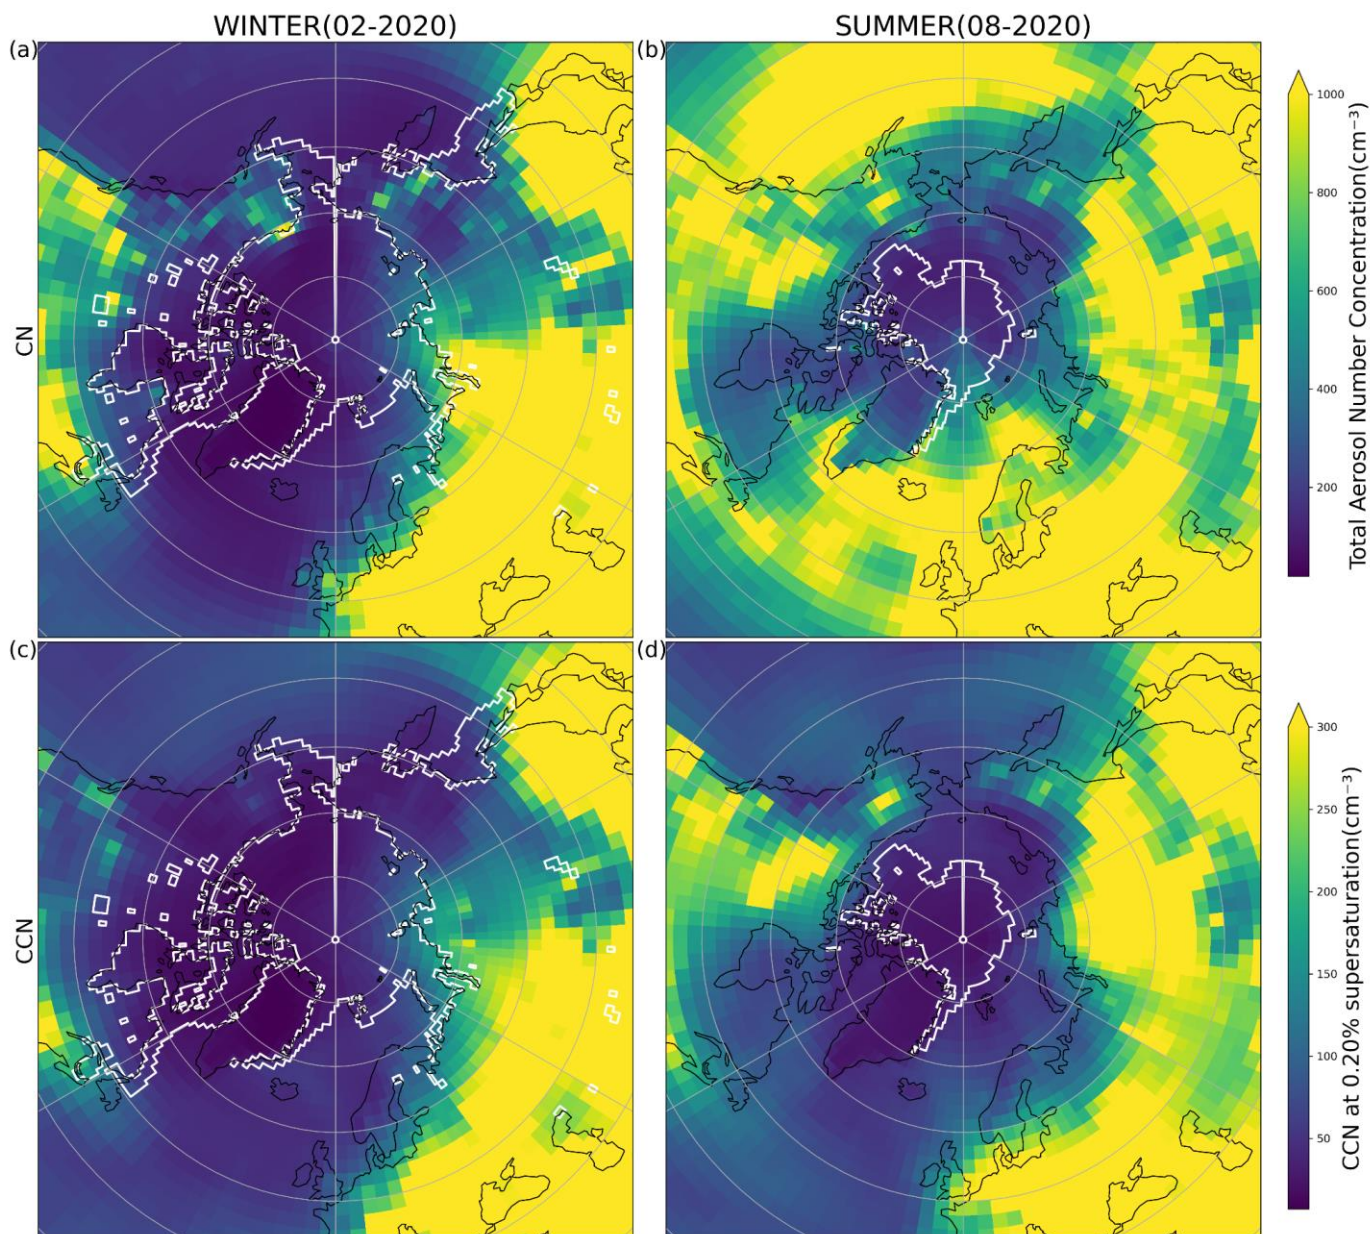 WINTER(02-2020)
SUMMER(08-2020)
(a)
(b)
CN
1000
800
600
400
200
Total Aerosol Number Concentration(cm⁻³)
(c)
(d)
CCN
300
250
200
150
100
50
CCN at 0.20% supersaturation(cm⁻³)